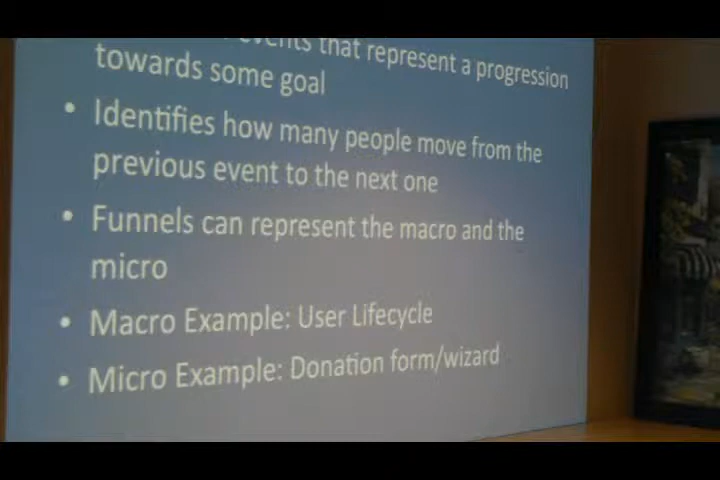 events that represent a progression
towards some goal
• Identifies how many people move from the
previous event to the next one
• Funnels can represent the macro and the
micro
• Macro Example: User Lifecycle
• Micro Example: Donation form/wizard